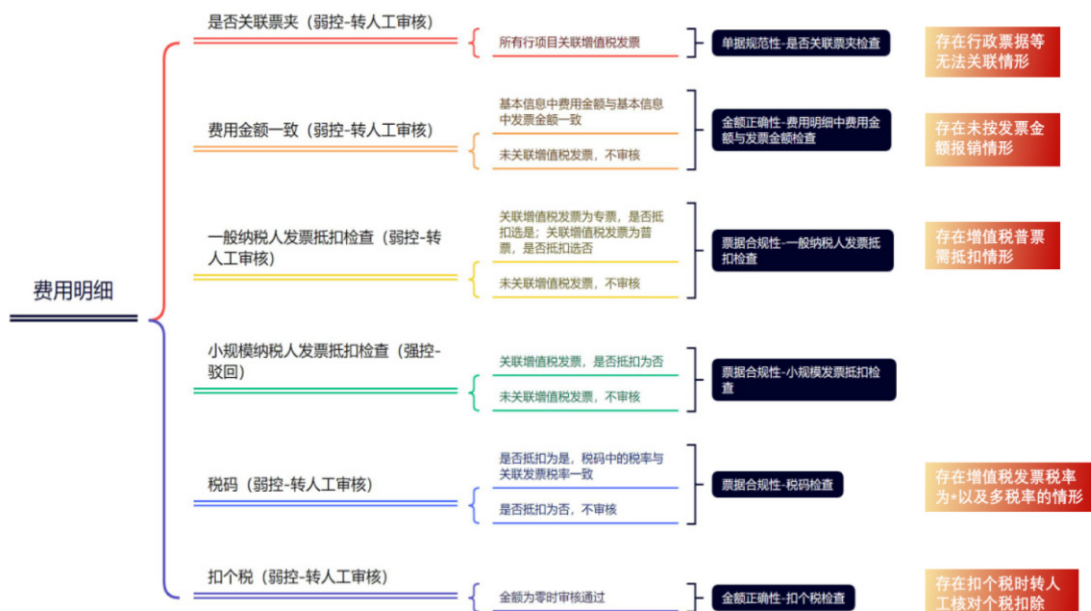 费用明细
是否关联票夹（弱控-转人工审核）
所有行项目关联增值税发票
单据规范性-是否关联票夹检查
存在行政票据等
无法关联情形
费用金额一致（弱控-转人工审核）
基本信息中费用金额与基本信息
中发票金额一致
未关联增值税发票，不审核
金额正确性-费用明细中费用金
额与发票金额检查
存在未按发票金
额报销情形
一般纳税人发票抵扣检查（弱控-转
人工审核）
关联增值税发票为专票，是否抵
扣选是；关联增值税发票为普
票，是否抵扣选否
未关联增值税发票，不审核
票据合规性-一般纳税人发票抵
扣检查
存在增值税普票
需抵扣情形
小规模纳税人发票抵扣检查（强控-
驳回）
关联增值税发票，是否抵扣为否
未关联增值税发票，不审核
票据合规性-小规模发票抵扣检
查
税码（弱控-转人工审核）
是否抵扣为是，税码中的税率与
关联发票税率一致
是否抵扣为否，不审核
票据合规性-税码检查
存在增值税发票税率
为*以及多税率的情形
扣个税（弱控-转人工审核）
金额为零时审核通过
金额正确性-扣个税检查
存在扣个税时转人
工核对个税扣除